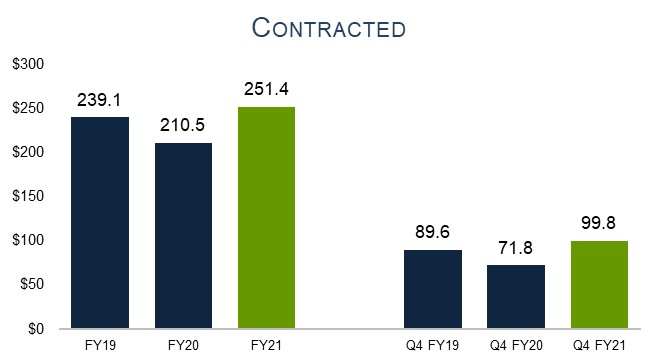 CONTRACTED
$300
$250
$200
$150
$100
$50
$0
239.1
210.5
251.4
89.6
71.8
99.8
FY19
FY20
FY21
Q4 FY19
Q4 FY20
Q4 FY21